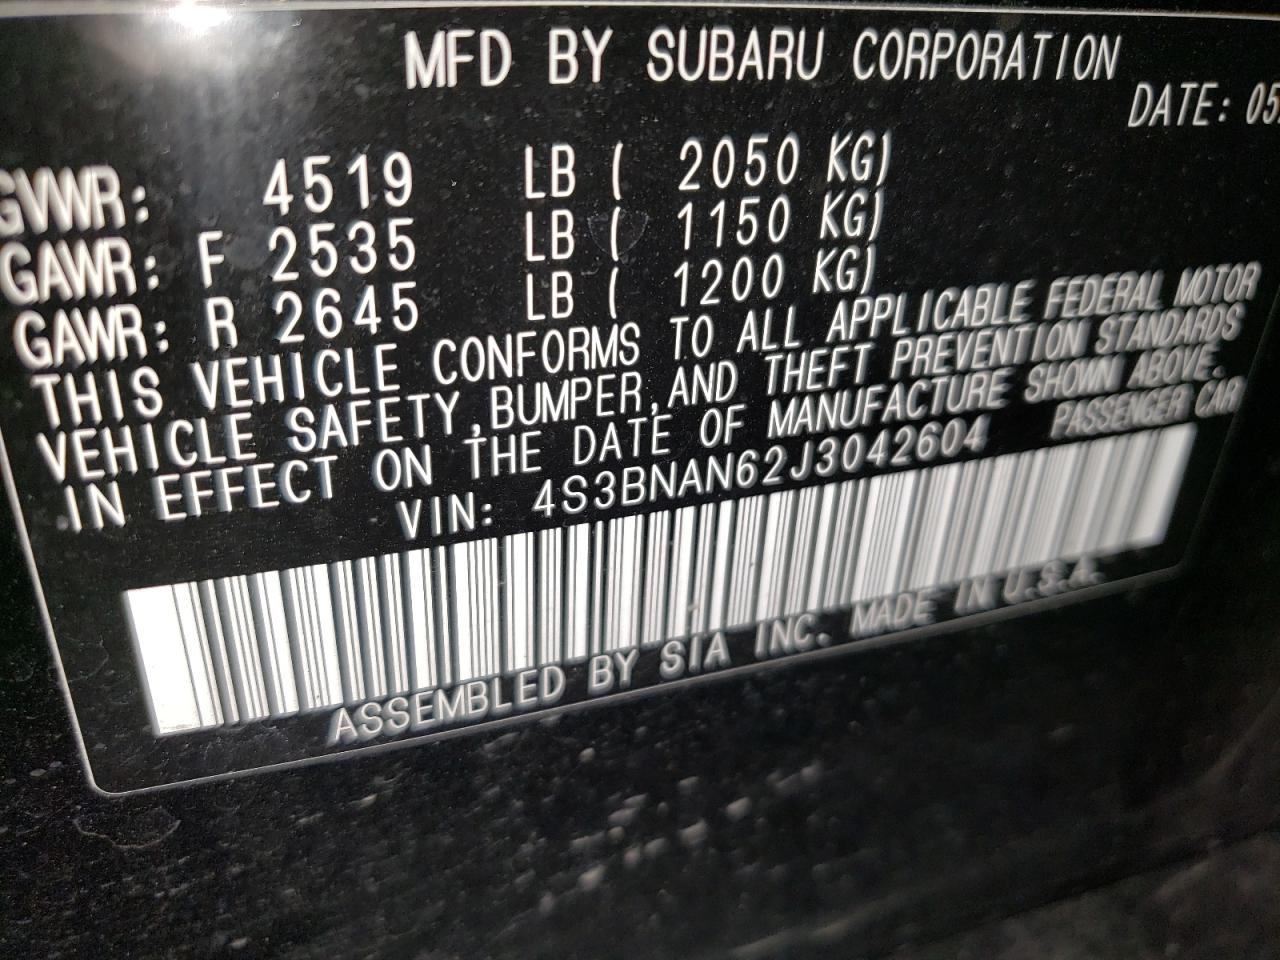 MFD BY SUBARU CORPORATION
DATE: 05
GVWR: 4519 LB ( 2050 KG)
GAWR: F 2535 LB ( 1150 KG)
GAWR: R 2645 LB ( 1200 KG)
THIS VEHICLE CONFORMS TO ALL APPLICABLE FEDERAL MOTOR
VEHICLE SAFETY,BUMPER,AND THEFT PREVENTION STANDARDS
IN EFFECT ON THE DATE OF MANUFACTURE SHOWN ABOVE.
VIN: 4S3BNAN62J3042604 PASSENGER CAR
ASSEMBLED BY SIA INC. MADE IN U.S.A.